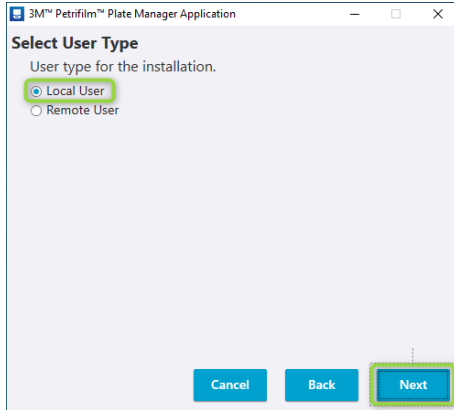 3M™ Petrifilm™ Plate Manager Application
Select User Type
User type for the installation.
Local User
Remote User
Cancel Back Next